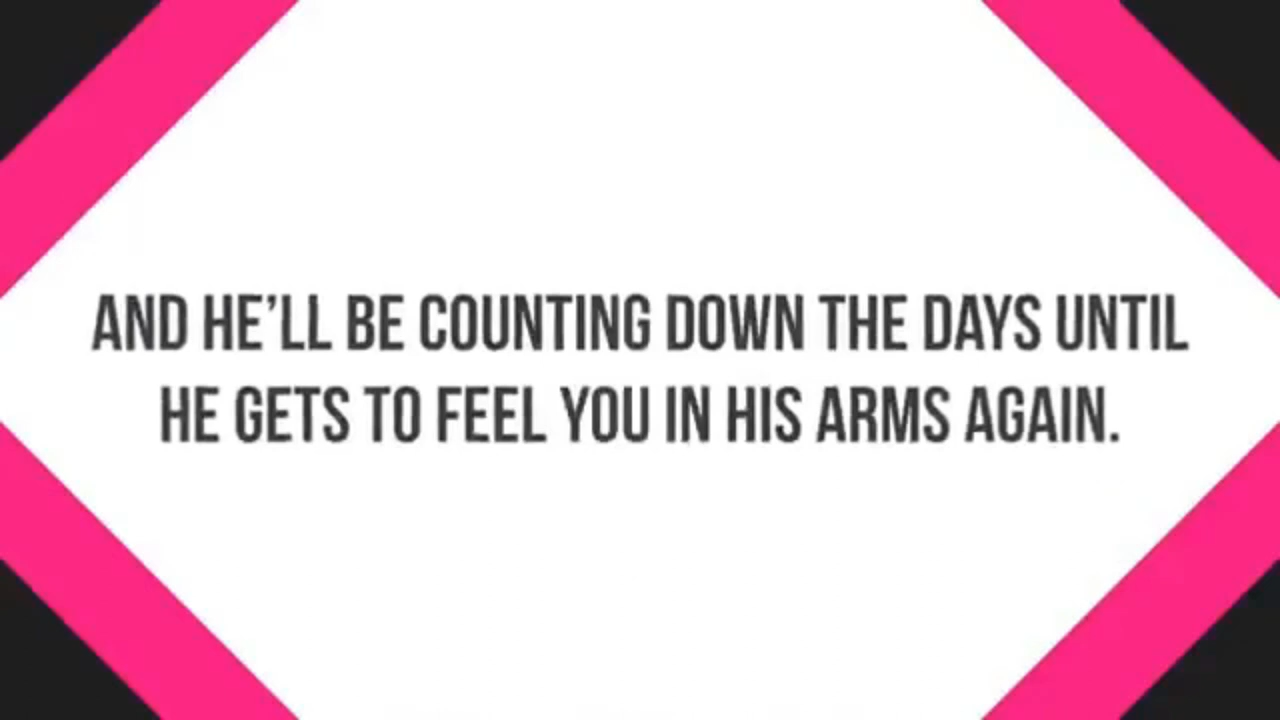 AND HE'LL BE COUNTING DOWN THE DAYS UNTIL
HE GETS TO FEEL YOU IN HIS ARMS AGAIN.